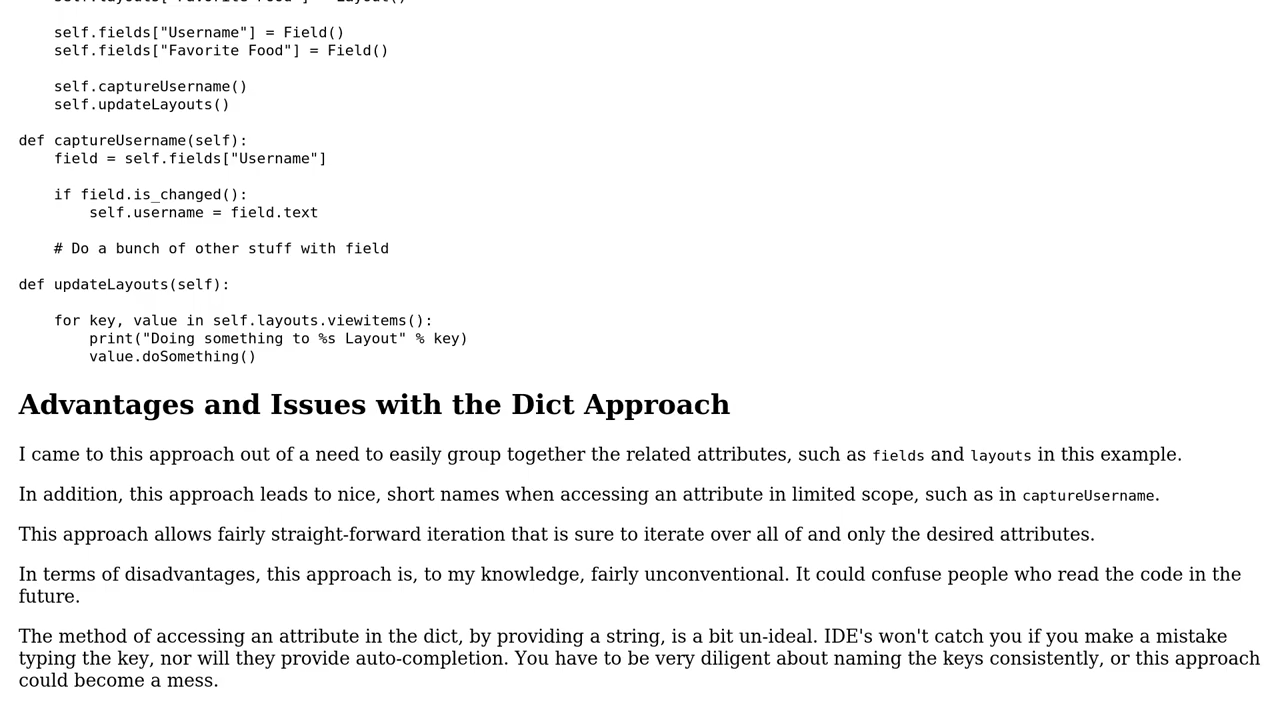 self.layouts["Favorite Food"] = Layout()
self.fields["Username"] = Field()
self.fields["Favorite Food"] = Field()
self.captureUsername()
self.updateLayouts()
def captureUsername(self):
field = self.fields["Username"]
if field.is_changed():
self.username = field.text
# Do a bunch of other stuff with field
def updateLayouts(self):
for key, value in self.layouts.viewitems():
print("Doing something to %s Layout" % key)
value.doSomething()
Advantages and Issues with the Dict Approach
I came to this approach out of a need to easily group together the related attributes, such as fields and layouts in this example.
In addition, this approach leads to nice, short names when accessing an attribute in limited scope, such as in captureUsername.
This approach allows fairly straight-forward iteration that is sure to iterate over all of and only the desired attributes.
In terms of disadvantages, this approach is, to my knowledge, fairly unconventional. It could confuse people who read the code in the
future.
The method of accessing an attribute in the dict, by providing a string, is a bit un-ideal. IDE's won't catch you if you make a mistake
typing the key, nor will they provide auto-completion. You have to be very diligent about naming the keys consistently, or this approach
could become a mess.